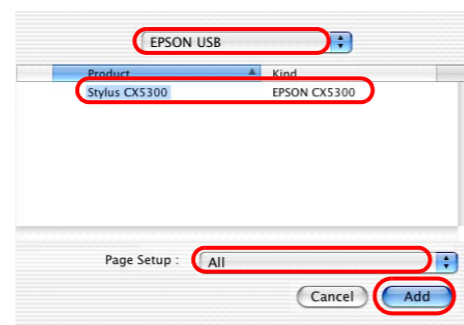 EPSON USB
Product Kind
Stylus CX5300 EPSON CX5300
Page Setup : All
Cancel Add